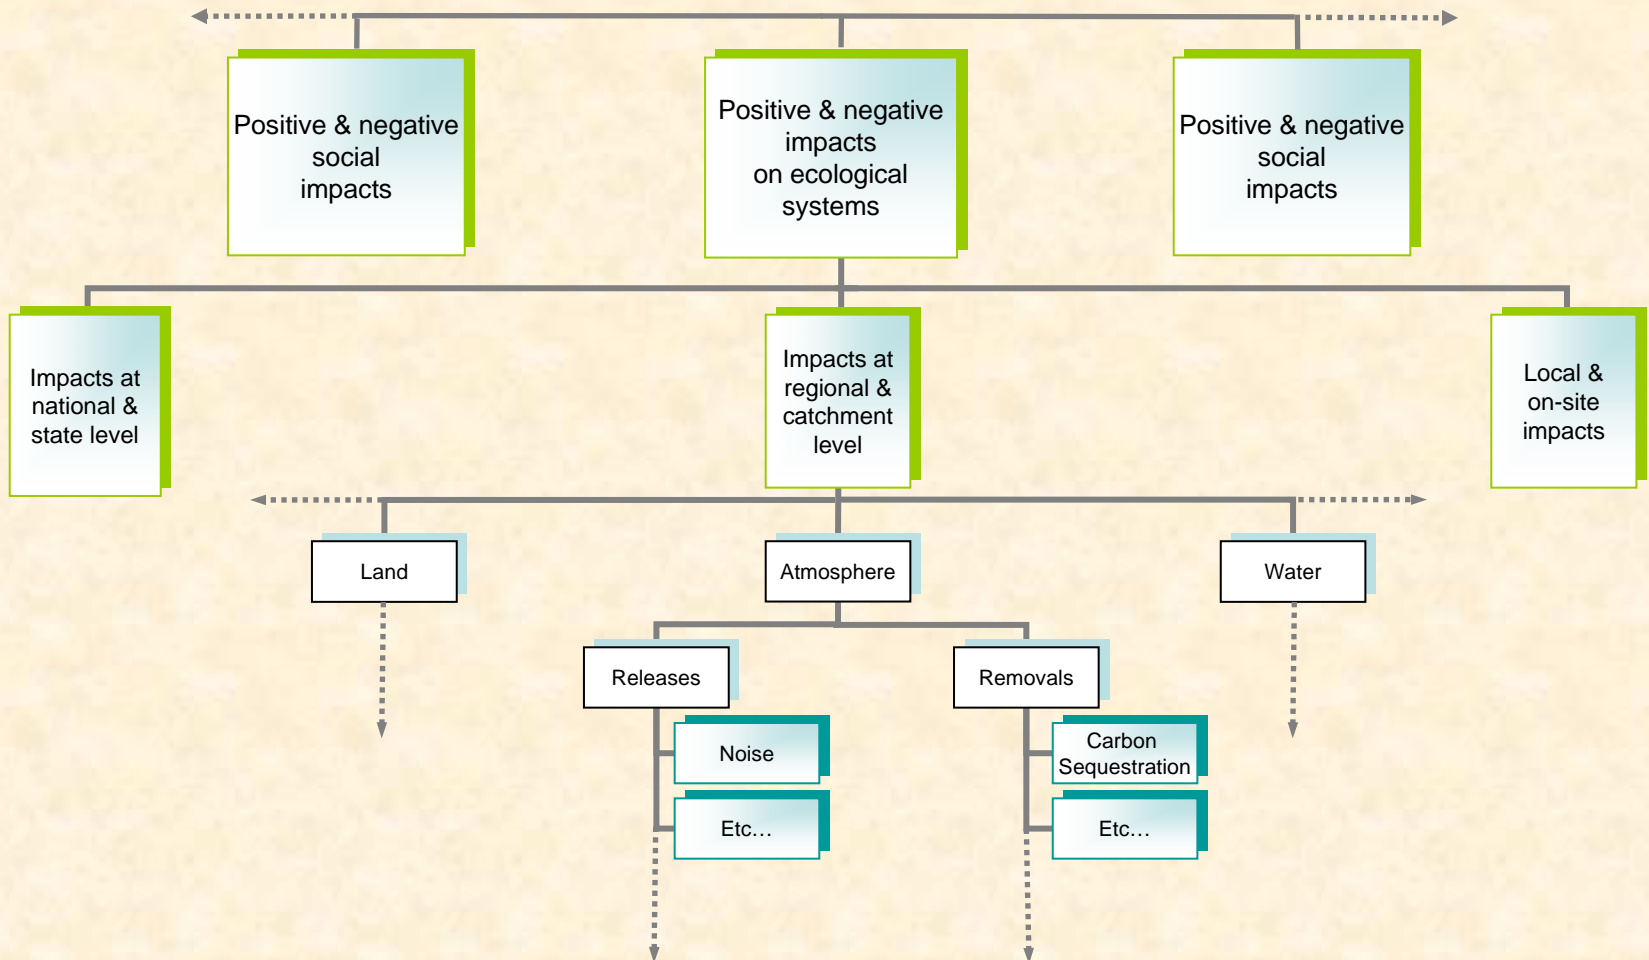 Positive & negative
social
impacts
Positive & negative
impacts
on ecological
systems
Positive & negative
social
impacts
Impacts at
national &
state level
Impacts at
regional &
catchment
level
Local &
on-site
impacts
Land
Atmosphere
Water
Releases
Removals
Noise
Carbon
Sequestration
Etc…
Etc…